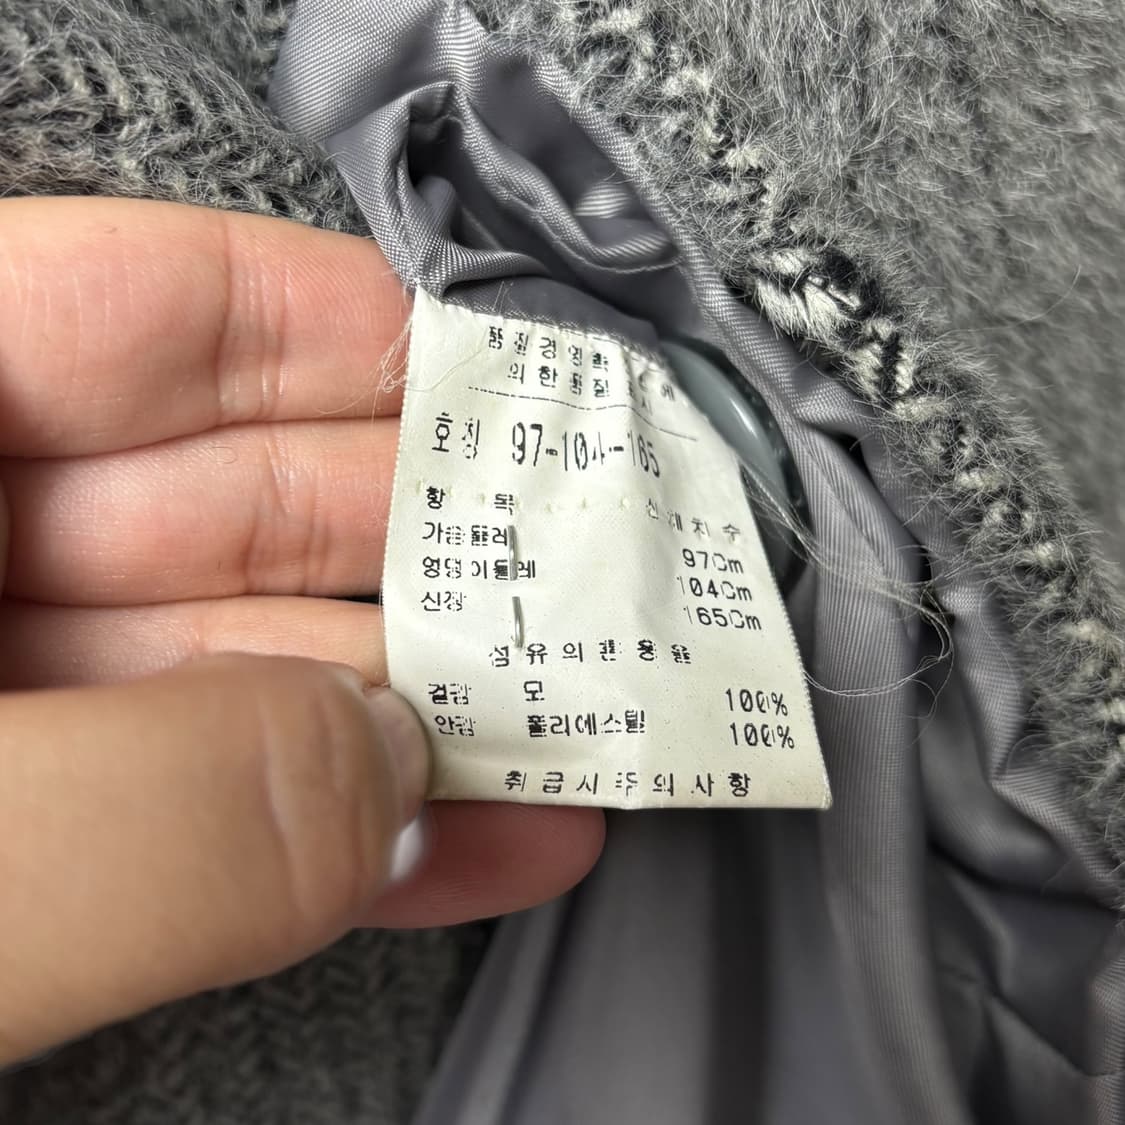 품질경영촉진법에
의한품질표시
호칭 97-104-165
항 목 신체치수
가슴둘레 97Cm
엉덩이둘레 104Cm
신장 165Cm
섬유의혼용율
겉감 모 100%
안감 폴리에스텔 100%
취급시주의사항